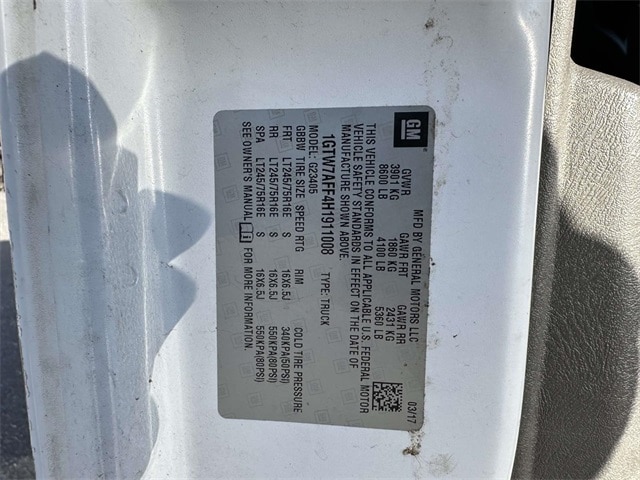 GM
MFD BY GENERAL MOTORS LLC
03/17
GVWR GAWR FRT GAWR RR
3901 KG 1860 KG 2431 KG
8600 LB 4100 LB 5360 LB
THIS VEHICLE CONFORMS TO ALL APPLICABLE U.S. FEDERAL MOTOR
VEHICLE SAFETY STANDARDS IN EFFECT ON THE DATE OF
MANUFACTURE SHOWN ABOVE.
1GTW7AFF4H1911008 TYPE: TRUCK
MODEL: G23405
GBBW TIRE SIZE SPEED RTG RIM COLD TIRE PRESSURE
FRT LT245/75R16E S 16X6.5J 340KPA(50PSI)
RR LT245/75R16E S 16X6.5J 550KPA(80PSI)
SPA LT245/75R16E S 16X6.5J 550KPA(80PSI)
SEE OWNER'S MANUAL FOR MORE INFORMATION.